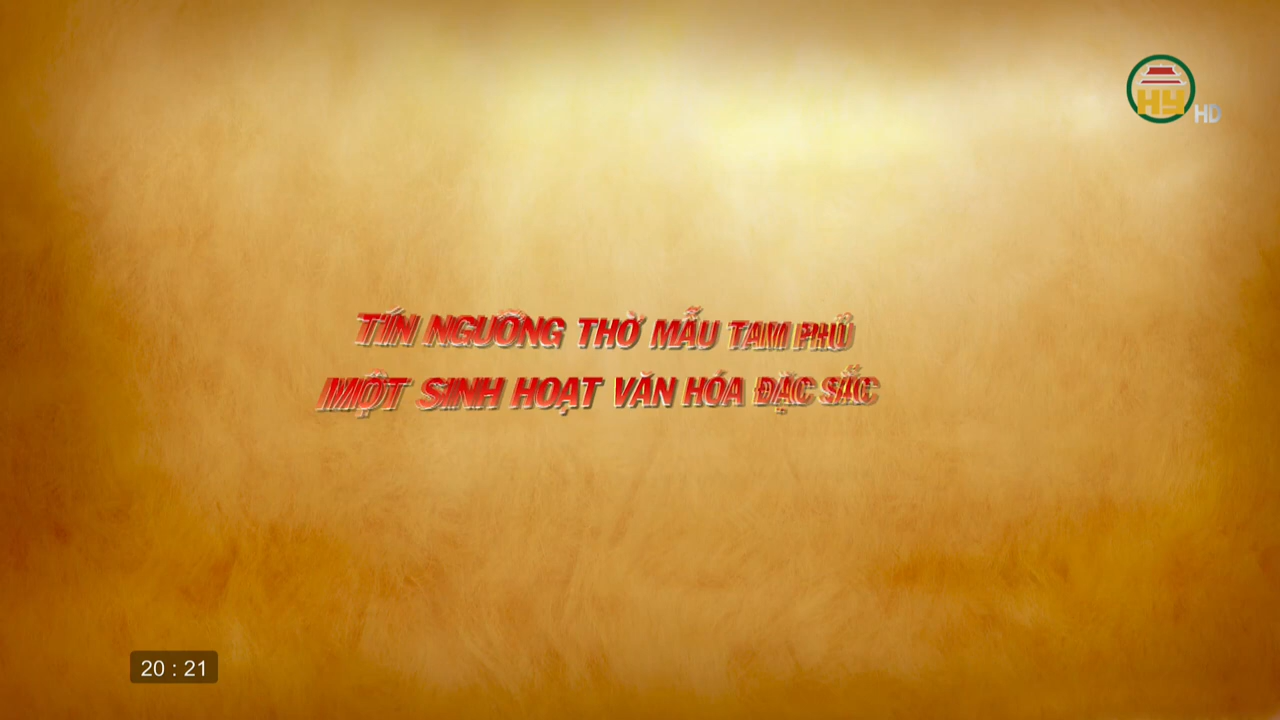 HY HD
TÍN NGƯỠNG THỜ MẪU TAM PHỦ
MỘT SINH HOẠT VĂN HÓA ĐẶC SẮC
20 : 21